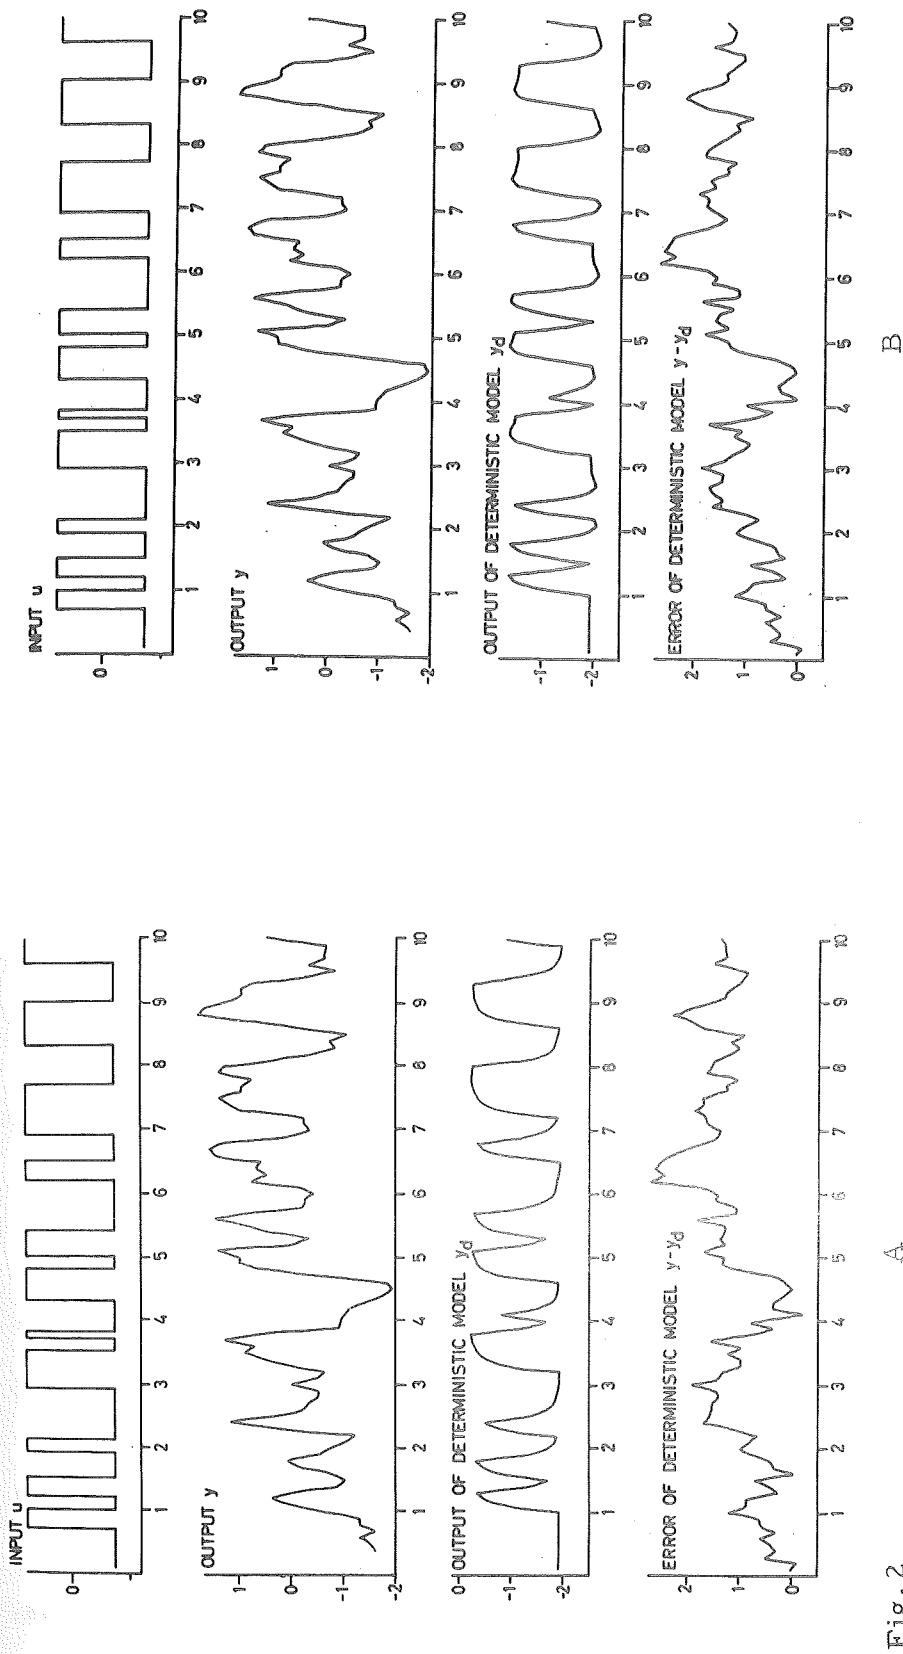 INPUT u
0
1 2 3 4 5 6 7 8 9 10
OUTPUT y
1
0
-1
-2
1 2 3 4 5 6 7 8 9 10
OUTPUT OF DETERMINISTIC MODEL yd
0
-1
-2
1 2 3 4 5 6 7 8 9 10
ERROR OF DETERMINISTIC MODEL y-yd
2
1
0
1 2 3 4 5 6 7 8 9 10
A
INPUT u
0
1 2 3 4 5 6 7 8 9 10
OUTPUT y
1
0
-1
-2
1 2 3 4 5 6 7 8 9 10
OUTPUT OF DETERMINISTIC MODEL yd
-1
-2
1 2 3 4 5 6 7 8 9 10
ERROR OF DETERMINISTIC MODEL y-yd
2
1
0
1 2 3 4 5 6 7 8 9 10
B
Fig. 2